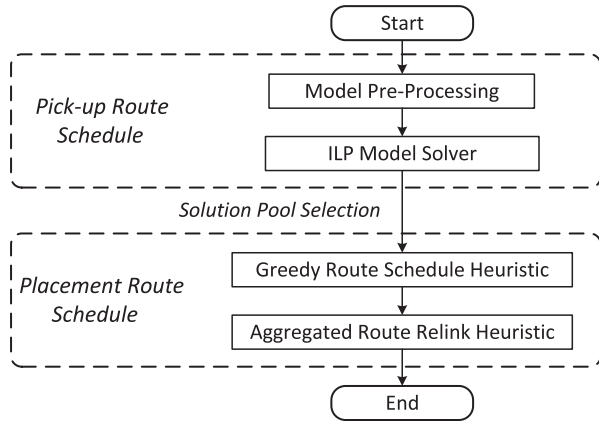 Start
Pick-up Route
Schedule
Model Pre-Processing
ILP Model Solver
Solution Pool Selection
Placement Route
Schedule
Greedy Route Schedule Heuristic
Aggregated Route Relink Heuristic
End